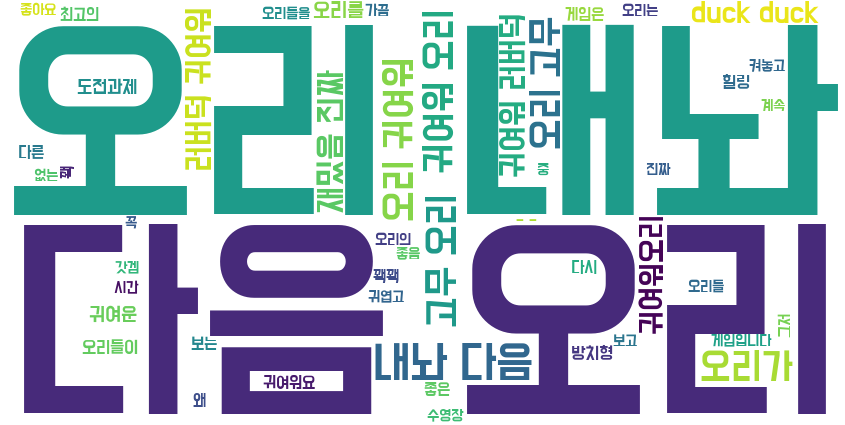 좋아요
최고의
오리들을
오리를
가끔
게임은
오리는
duck duck
오리 내놔
도전과제
러버덕 귀여워
재밌음 진짜
오리 귀여워
귀여워 오리
귀여워 러버덕
오리 고무
켜놓고
힐링
계속
다른
없는
중
진짜
꼭
다음 오리
오리의
좋음
꽥꽥
귀엽고
고무 오리
귀여워오리
갓겜
시간
귀여운
오리들이
보는
왜
귀여워요
내놔 다음
다시
방치형
보고
오리들
그저
게임입니다
오리가
좋은
수영장